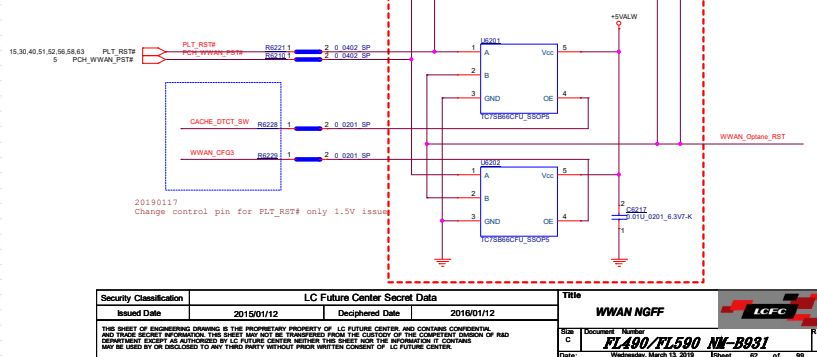 +5VALW
15,30,40,51,52,56,58,63 PLT_RST#
5 PCH_WWAN_PST#
PLT_RST#
PCH_WWAN_PST#
R6221 1 2 0_0402_SP
R6210 1 2 0_0402_SP
U6201
1 A Vcc 5
2 B
3 GND OE 4
TC7SB66CFU_SSOP5
CACHE_DTCT_SW R6228 1 2 0_0201_SP
WWAN_Optane_RST
WWAN_CFG3 R6229 1 2 0_0201_SP
U6202
1 A Vcc 5
2 B
3 GND OE 4
TC7SB66CFU_SSOP5
20190117
Change control pin for PLT_RST# only 1.5V issue
2
C6217
0.01U_0201_6.3V7-K
1
Security Classification LC Future Center Secret Data
Issued Date 2015/01/12 Deciphered Date 2016/01/12
THIS SHEET OF ENGINEERING DRAWING IS THE PROPRIETARY PROPERTY OF LC FUTURE CENTER, AND CONTAINS CONFIDENTIAL
AND TRADE SECRET INFORMATION. THIS SHEET MAY NOT BE TRANSFERED FROM THE CUSTODY OF THE COMPETENT DIVISION OF R&D
DEPARTMENT EXCEPT AS AUTHORIZED BY LC FUTURE CENTER NEITHER THIS SHEET NOR THE INFORMATION IT CONTAINS
MAY BE USED BY OR DISCLOSED TO ANY THIRD PARTY WITHOUT PRIOR WRITTEN CONSENT OF LC FUTURE CENTER.
Title
WWAN NGFF
LCFC
Size Document Number R
C FL490/FL590 NM-B931
Date: Wednesday, March 13, 2019 Sheet 62 of 99